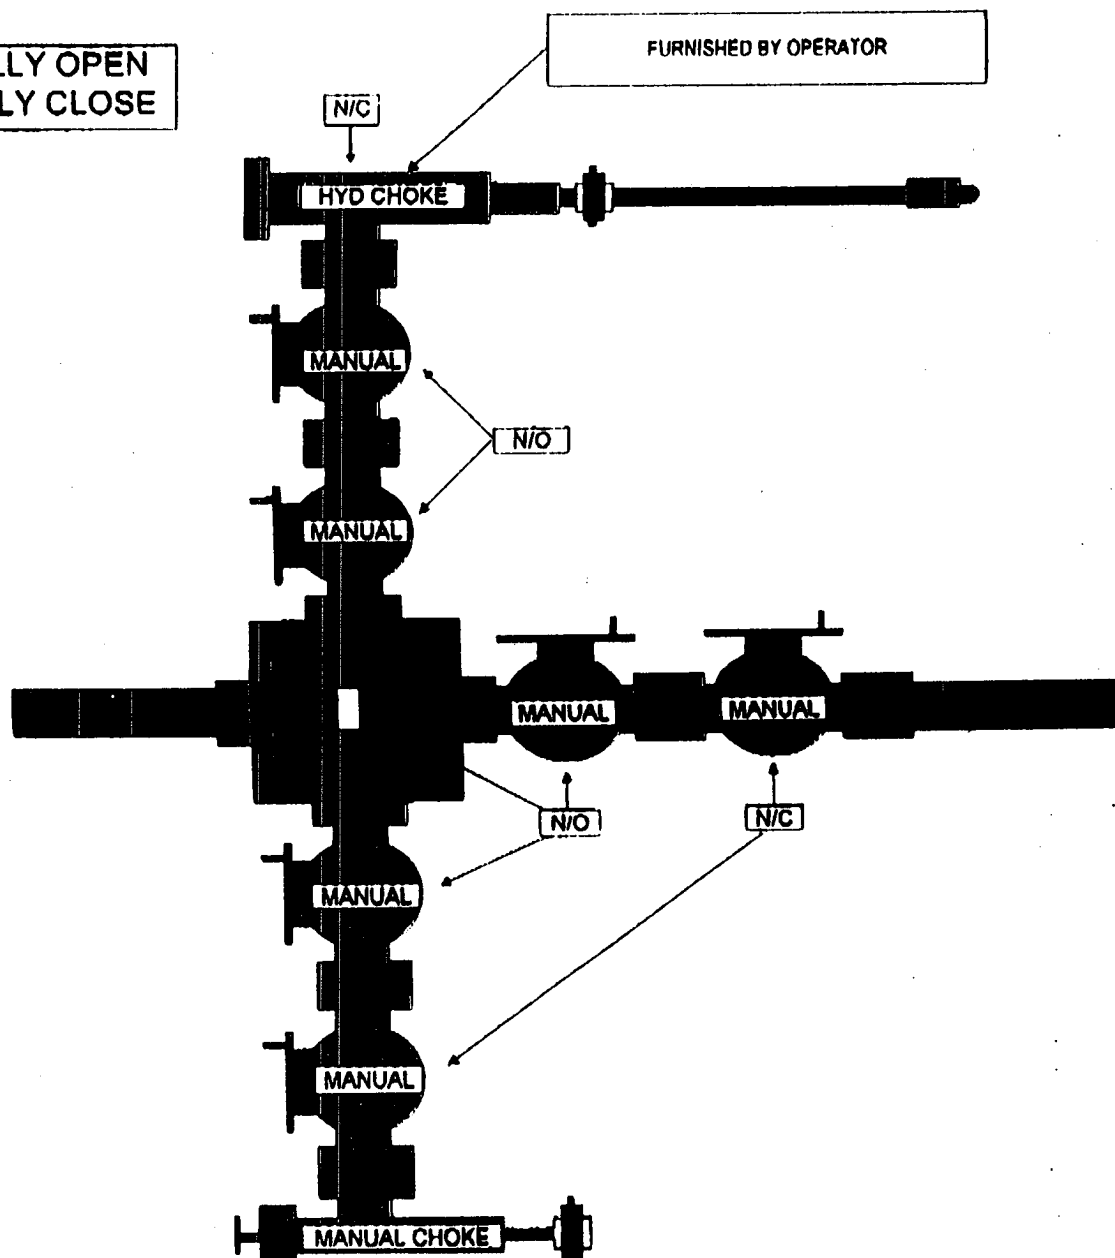 LLY OPEN
LY CLOSE
FURNISHED BY OPERATOR
N/C
HYD CHOKE
MANUAL
N/O
MANUAL
MANUAL
MANUAL
N/O
N/C
MANUAL
MANUAL
MANUAL CHOKE